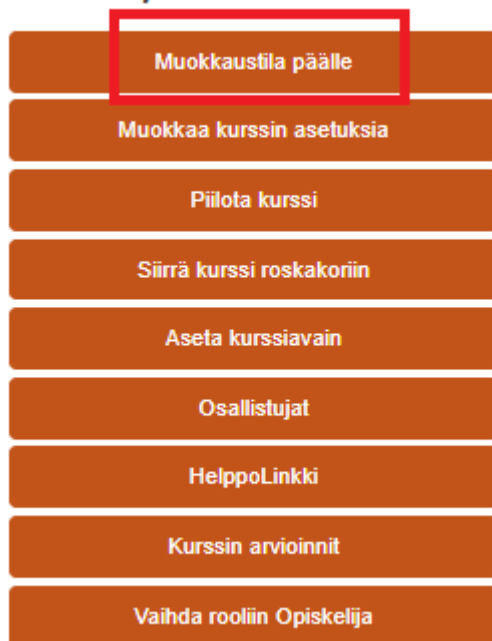 Muokkaustila päälle
Muokkaa kurssin asetuksia
Piilota kurssi
Siirrä kurssi roskakoriin
Aseta kurssiavain
Osallistujat
HelppoLinkki
Kurssin arvioinnit
Vaihda rooliin Opiskelija